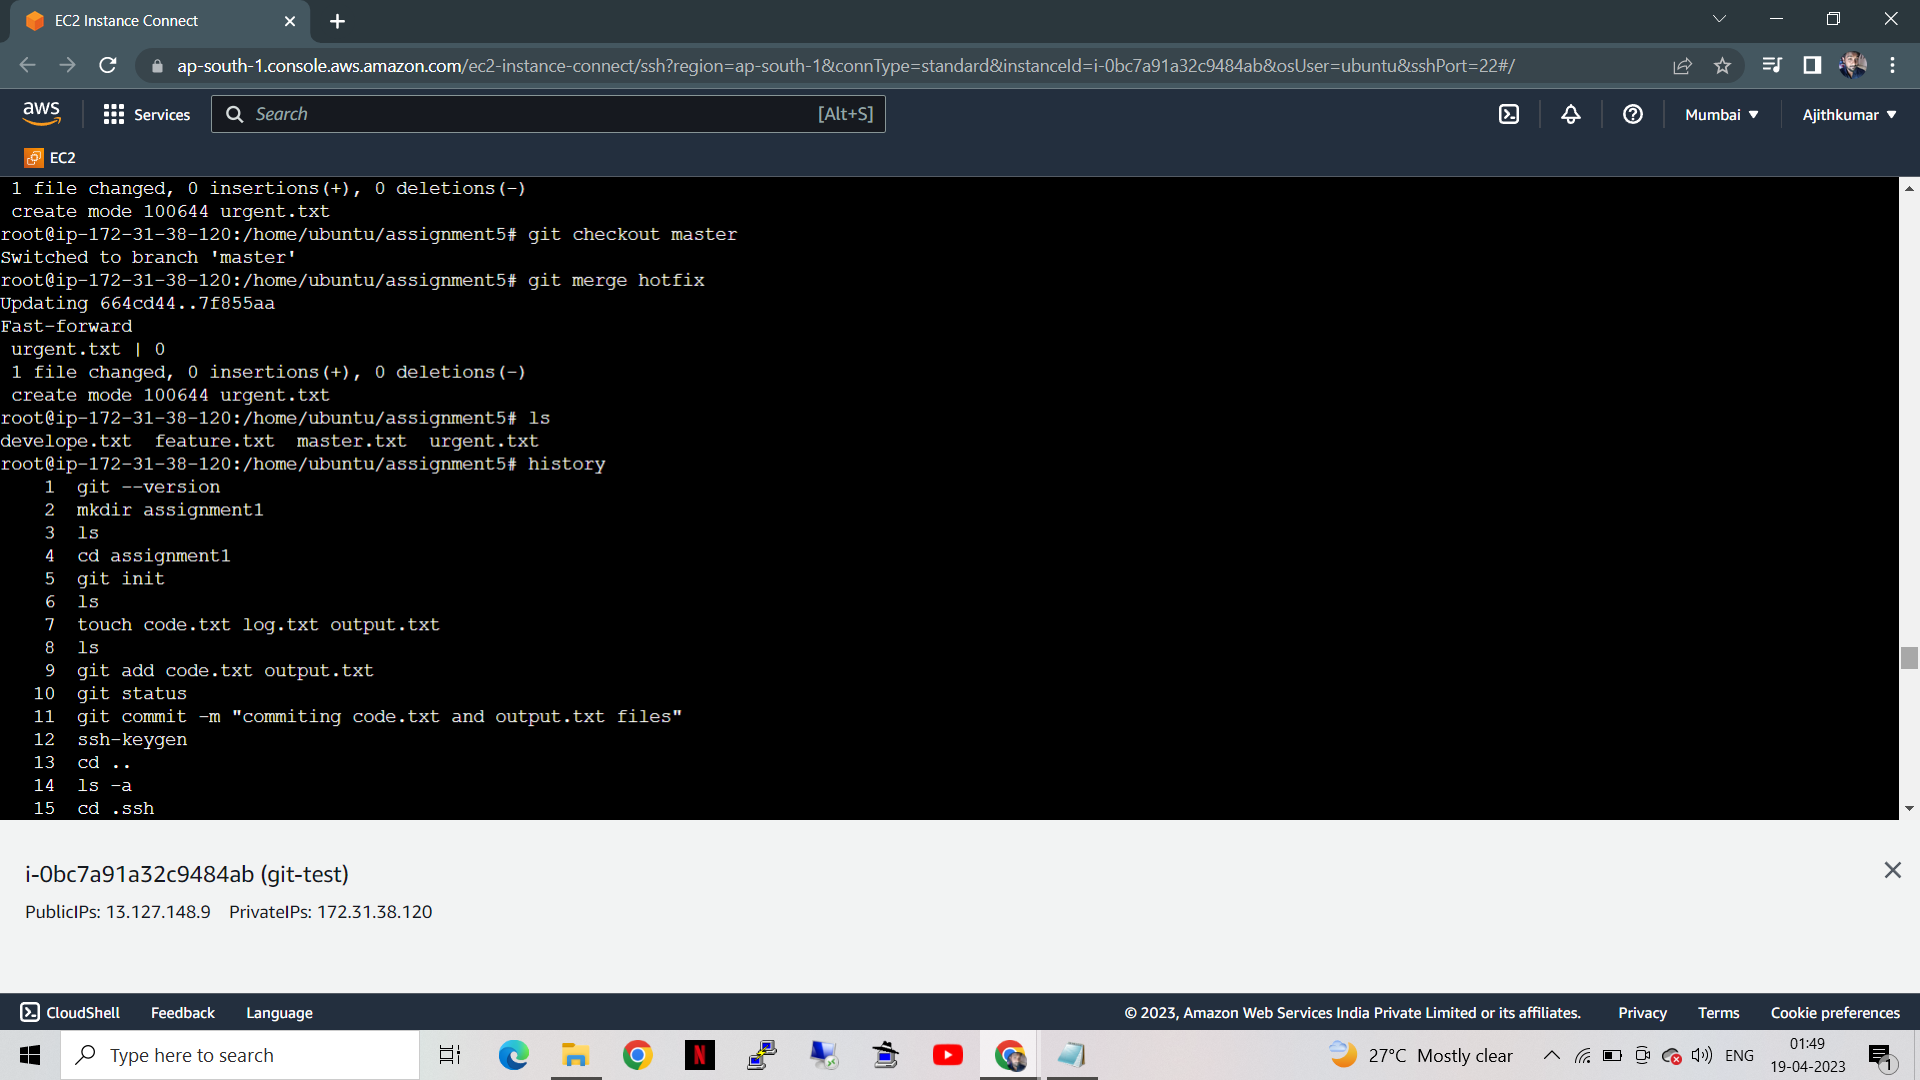 EC2 Instance Connect
ap-south-1.console.aws.amazon.com/ec2-instance-connect/ssh?region=ap-south-1&connType=standard&instanceId=i-0bc7a91a32c9484ab&osUser=ubuntu&sshPort=22#/
aws Services Search [Alt+S] Mumbai Ajithkumar
EC2
1 file changed, 0 insertions(+), 0 deletions(-)
create mode 100644 urgent.txt
root@ip-172-31-38-120:/home/ubuntu/assignment5# git checkout master
Switched to branch 'master'
root@ip-172-31-38-120:/home/ubuntu/assignment5# git merge hotfix
Updating 664cd44..7f855aa
Fast-forward
urgent.txt | 0
1 file changed, 0 insertions(+), 0 deletions(-)
create mode 100644 urgent.txt
root@ip-172-31-38-120:/home/ubuntu/assignment5# ls
develope.txt feature.txt master.txt urgent.txt
root@ip-172-31-38-120:/home/ubuntu/assignment5# history
1 git --version
2 mkdir assignment1
3 ls
4 cd assignment1
5 git init
6 ls
7 touch code.txt log.txt output.txt
8 ls
9 git add code.txt output.txt
10 git status
11 git commit -m "commiting code.txt and output.txt files"
12 ssh-keygen
13 cd ..
14 ls -a
15 cd .ssh
i-0bc7a91a32c9484ab (git-test)
PublicIPs: 13.127.148.9 PrivateIPs: 172.31.38.120
CloudShell Feedback Language © 2023, Amazon Web Services India Private Limited or its affiliates. Privacy Terms Cookie preferences
Type here to search N 27°C Mostly clear ENG 01:49
19-04-2023 1